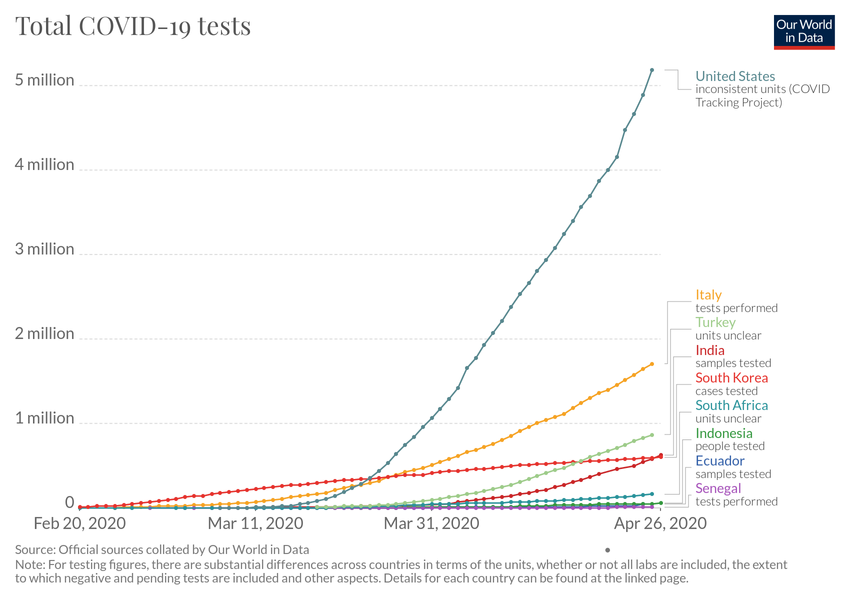 Total COVID-19 tests
Our World
in Data
5 million
4 million
3 million
2 million
1 million
0
United States
inconsistent units (COVID
Tracking Project)
Italy
tests performed
Turkey
units unclear
India
samples tested
South Korea
cases tested
South Africa
units unclear
Indonesia
people tested
Ecuador
samples tested
Senegal
tests performed
Feb 20, 2020
Mar 11, 2020
Mar 31, 2020
Apr 26, 2020
Source: Official sources collated by Our World in Data
Note: For testing figures, there are substantial differences across countries in terms of the units, whether or not all labs are included, the extent
to which negative and pending tests are included and other aspects. Details for each country can be found at the linked page.